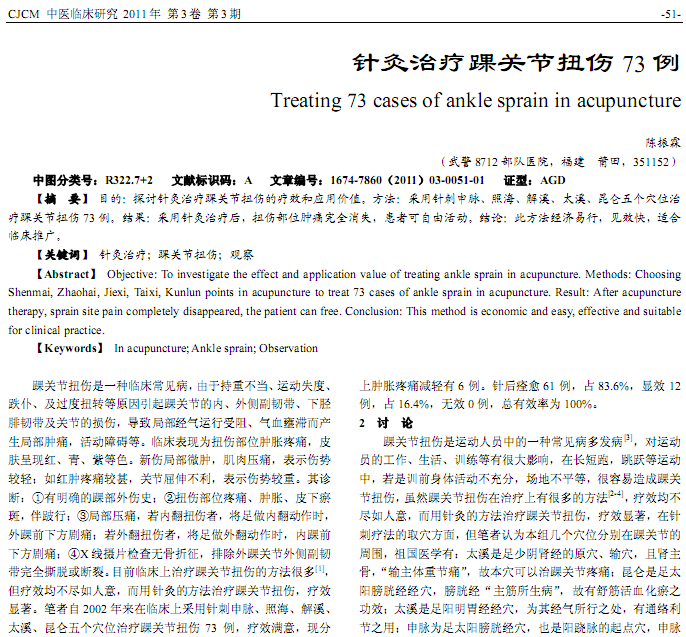 CJCM 中医临床研究 2011 年 第 3 卷 第 3 期 -51-
针灸治疗踝关节扭伤 73 例
Treating 73 cases of ankle sprain in acupuncture
陈振霖
（武警 8712 部队医院，福建 莆田，351152）
中图分类号：R322.7+2 文献标识码：A 文章编号：1674-7860（2011）03-0051-01 证型：AGD
【摘 要】 目的：探讨针灸治疗踝关节扭伤的疗效和应用价值。方法：采用针刺申脉、照海、解溪、太溪、昆仑五个穴位治
疗踝关节扭伤 73 例。结果：采用针灸治疗后，扭伤部位肿痛完全消失，患者可自由活动。结论：此方法经济易行，见效快，适合
临床推广。
【关键词】 针灸治疗；踝关节扭伤；观察
【Abstract】 Objective: To investigate the effect and application value of treating ankle sprain in acupuncture. Methods: Choosing
Shenmai, Zhaohai, Jiexi, Taixi, Kunlun points in acupuncture to treat 73 cases of ankle sprain in acupuncture. Result: After acupuncture
therapy, sprain site pain completely disappeared, the patient can free. Conclusion: This method is economic and easy, effective and suitable
for clinical practice.
【Keywords】 In acupuncture; Ankle sprain; Observation
踝关节扭伤是一种临床常见病，由于持重不当、运动失度、
跌仆、及过度扭转等原因引起踝关节的内、外侧副韧带、下胫
腓韧带及关节的损伤，导致局部经气运行受阻、气血壅滞而产
生局部肿痛，活动障碍等。临床表现为扭伤部位肿胀疼痛，皮
肤呈现红、青、紫等色。新伤局部微肿，肌肉压痛，表示伤势
较轻；如红肿疼痛较甚，关节屈伸不利，表示伤势较重。其诊
断：①有明确的踝部外伤史；②扭伤部位疼痛、肿胀、皮下瘀
斑，伴跛行；③局部压痛，若内翻扭伤者，将足做内翻动作时，
外踝前下方剧痛；若外翻扭伤者，将足做外翻动作时，内踝前
下方剧痛；④X 线摄片检查无骨折征，排除外踝关节外侧副韧
带完全撕脱或断裂。目前临床上治疗踝关节扭伤的方法很多[1]，
但疗效均不尽如人意，而用针灸的方法治疗踝关节扭伤，疗效
显著。笔者自 2002 年来在临床上采用针刺申脉、照海、解溪、
太溪、昆仑五个穴位治疗踝关节扭伤 73 例，疗效满意，现分
上肿胀疼痛减轻有 6 例。针后痊愈 61 例，占 83.6%，显效 12
例，占 16.4%，无效 0 例，总有效率为 100%。
2 讨 论
踝关节扭伤是运动人员中的一种常见病多发病[3]，对运动
员的工作、生活、训练等有很大影响，在长短跑，跳跃等运动
中，若是训前身体活动不充分，场地不平等，很容易造成踝关
节扭伤，虽然踝关节扭伤在治疗上有很多的方法[2-4]，疗效均不
尽如人意，而用针灸的方法治疗踝关节扭伤，疗效显著，在针
刺疗法的取穴方面，但笔者认为本组几个穴位分别在踝关节的
周围，祖国医学有：太溪是足少阴肾经的原穴、输穴，且肾主
骨，“输主体重节痛”，故本穴可以治踝关节疼痛；昆仑是足太
阳膀胱经经穴，膀胱经“主筋所生病”，故有舒筋活血化瘀之
功效；太溪是足阳明胃经经穴，为其经气所行之处，有通络利
节之用；申脉为足太阳膀胱经穴，也是阳跷脉的起点穴，申脉